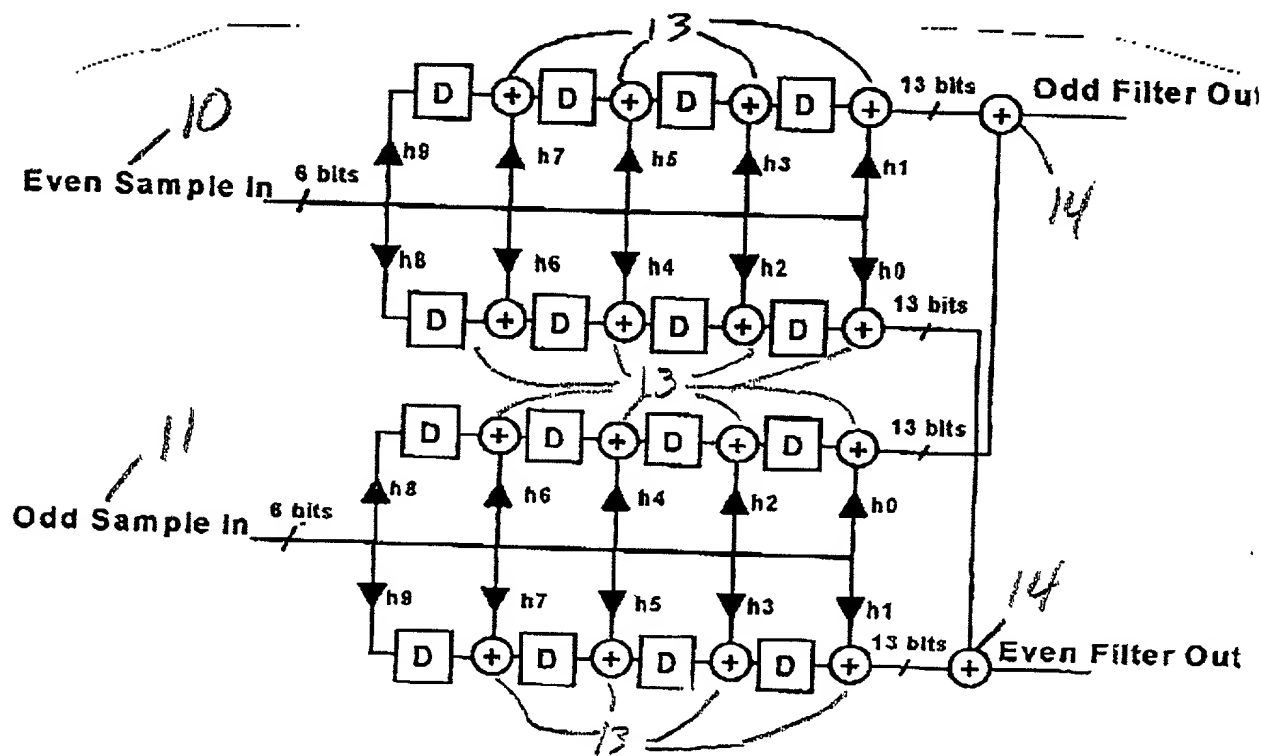 13
13 bits
Odd Filter Out
10
h9
h7
h5
h3
h1
D
D
D
D
+
+
+
+
+
14
Even Sample In
6 bits
h8
h6
h4
h2
h0
13 bits
D
D
D
D
+
+
+
+
13
11
D
D
D
D
+
+
+
+
13 bits
h8
h6
h4
h2
h0
Odd Sample In
6 bits
14
h9
h7
h5
h3
h1
13 bits
D
D
D
D
+
+
+
+
+
Even Filter Out
13